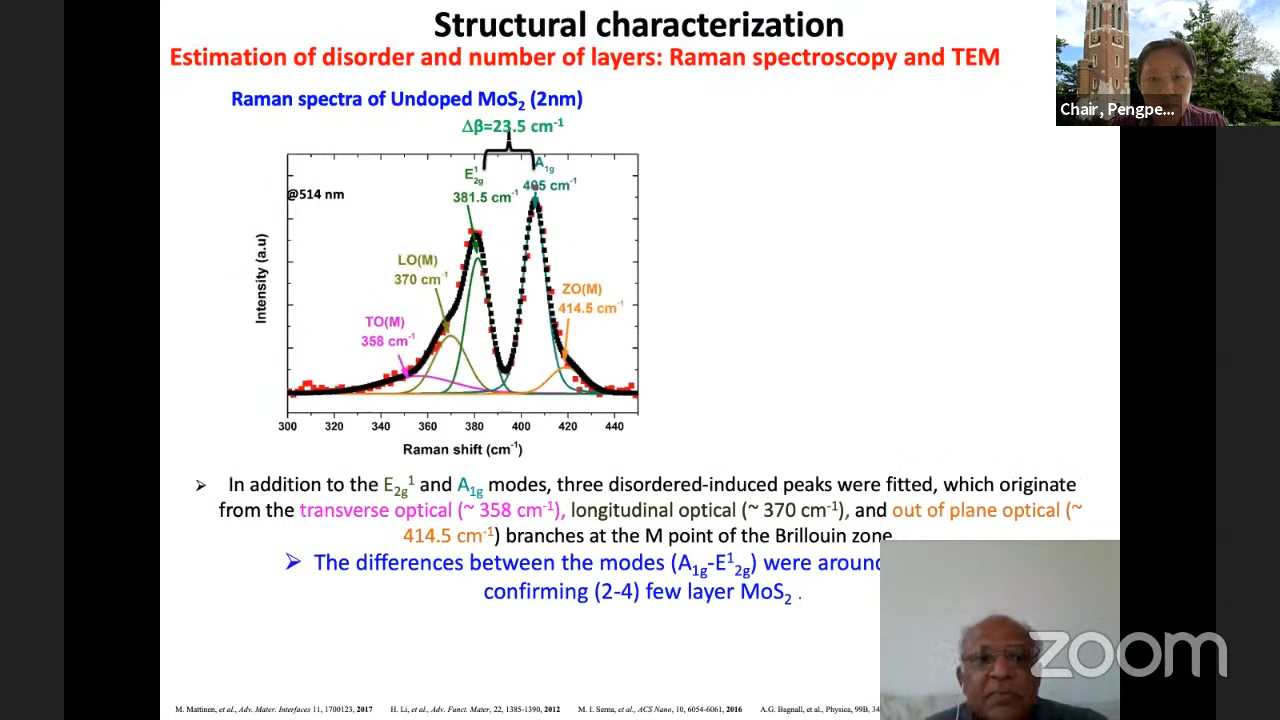 Structural characterization
Estimation of disorder and number of layers: Raman spectroscopy and TEM
Chair, Pengpe...
Raman spectra of Undoped MoS₂ (2nm)
Δβ=23.5 cm⁻¹
@514 nm
E¹₂g
381.5 cm⁻¹
A₁g
405 cm⁻¹
LO(M)
370 cm⁻¹
ZO(M)
414.5 cm⁻¹
TO(M)
358 cm⁻¹
Intensity (a.u)
300 320 340 360 380 400 420 440
Raman shift (cm⁻¹)
➢ In addition to the E₂g¹ and A₁g modes, three disordered-induced peaks were fitted, which originate
from the transverse optical (~ 358 cm⁻¹), longitudinal optical (~ 370 cm⁻¹), and out of plane optical (~
414.5 cm⁻¹) branches at the M point of the Brillouin zone
➢ The differences between the modes (A₁g-E¹₂g) were around
confirming (2-4) few layer MoS₂ .
zoom
M. Mattinen, et al., Adv. Mater. Interfaces 11, 1700123, 2017 H. Li, et al., Adv. Funct. Mater, 22, 1385-1390, 2012 M. I. Serna, et al., ACS Nano, 10, 6054-6061, 2016 A.G. Bagnall, et al., Physica, 99B, 34